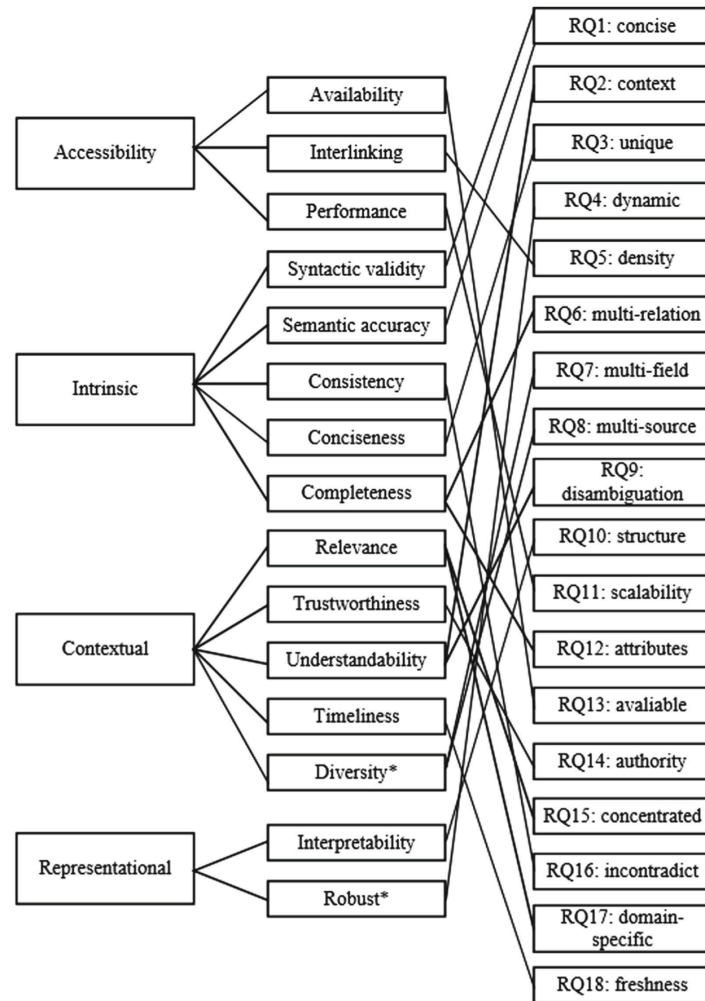 Accessibility
Intrinsic
Contextual
Representational
Availability
Interlinking
Performance
Syntactic validity
Semantic accuracy
Consistency
Conciseness
Completeness
Relevance
Trustworthiness
Understandability
Timeliness
Diversity*
Interpretability
Robust*
RQ1: concise
RQ2: context
RQ3: unique
RQ4: dynamic
RQ5: density
RQ6: multi-relation
RQ7: multi-field
RQ8: multi-source
RQ9:
disambiguation
RQ10: structure
RQ11: scalability
RQ12: attributes
RQ13: avaliable
RQ14: authority
RQ15: concentrated
RQ16: incontradict
RQ17: domain-
specific
RQ18: freshness